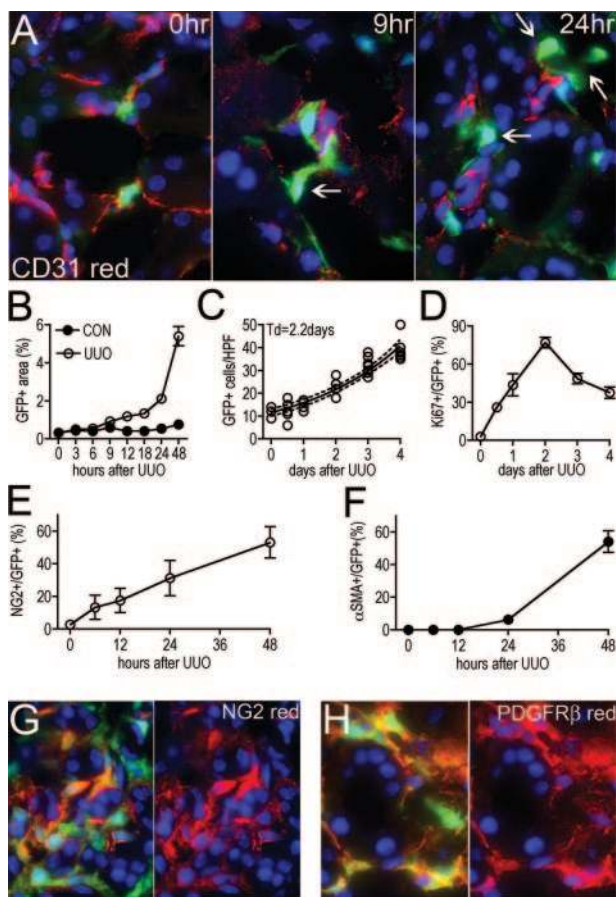 A
0hr
9hr
24hr
CD31 red
B
CON
UUO
GFP+ area (%)
6
4
2
0
0 3 6 9 12 18 24 48
hours after UUO
C
Td=2.2days
GFP+ cells/HPF
50
40
30
20
10
0
0 1 2 3 4
days after UUO
D
Ki67+/GFP+ (%)
90
60
30
0
0 1 2 3 4
days after UUO
E
NG2+/GFP+ (%)
60
40
20
0
0 12 24 36 48
hours after UUO
F
αSMA+/GFP+(%)
60
40
20
0
0 12 24 36 48
hours after UUO
G
NG2 red
H
PDGFRβ red